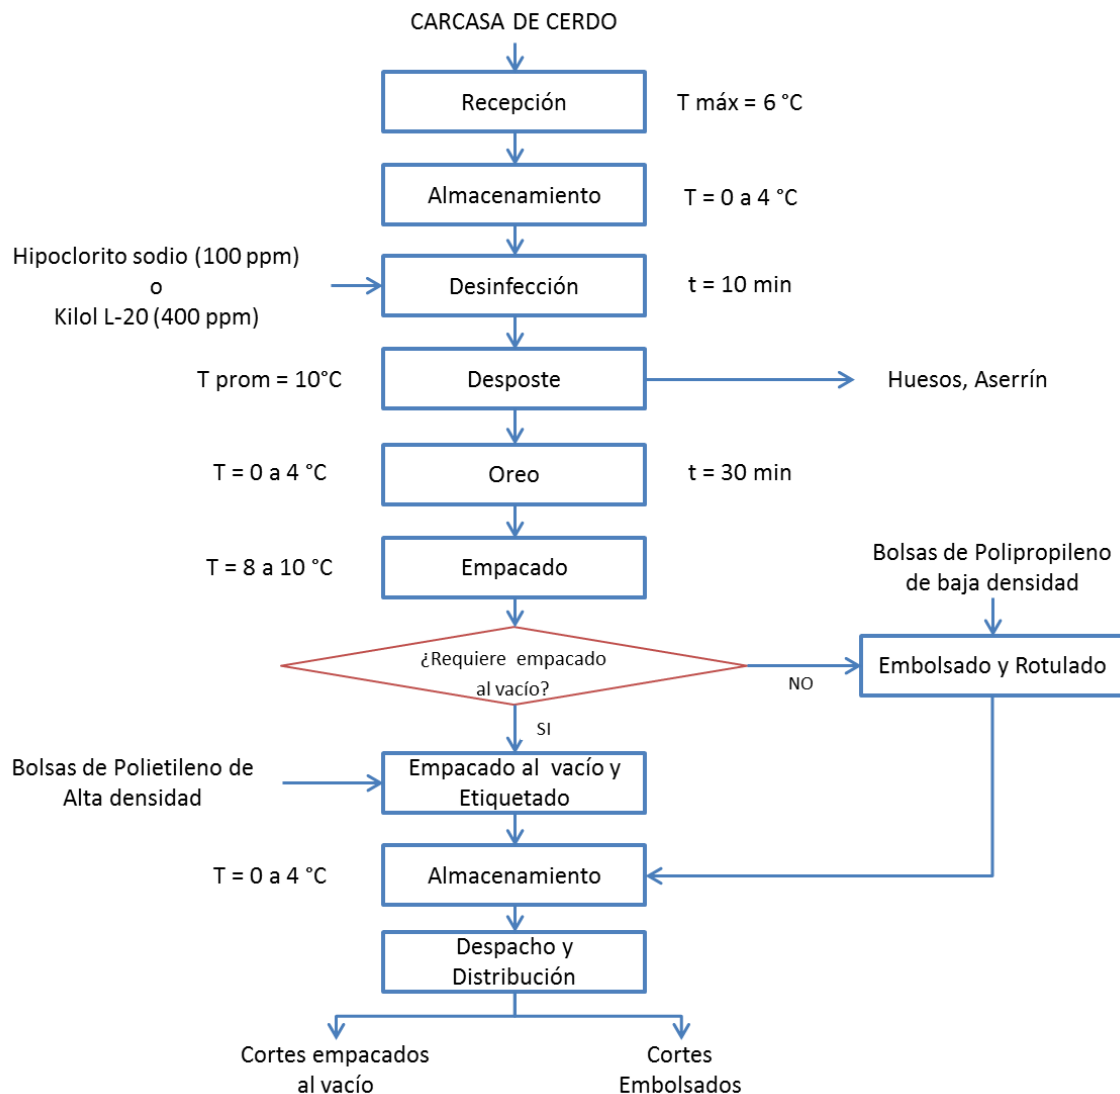 CARCASA DE CERDO
Recepción
T máx = 6 °C
Almacenamiento
T = 0 a 4 °C
Hipoclorito sodio (100 ppm)
o
Kilol L-20 (400 ppm)
Desinfección
t = 10 min
T prom = 10°C
Desposte
Huesos, Aserrín
T = 0 a 4 °C
Oreo
t = 30 min
T = 8 a 10 °C
Empacado
Bolsas de Polipropileno
de baja densidad
¿Requiere empacado
al vacío?
NO
Embolsado y Rotulado
SI
Bolsas de Polietileno de
Alta densidad
Empacado al vacío y
Etiquetado
T = 0 a 4 °C
Almacenamiento
Despacho y
Distribución
Cortes empacados
al vacío
Cortes
Embolsados